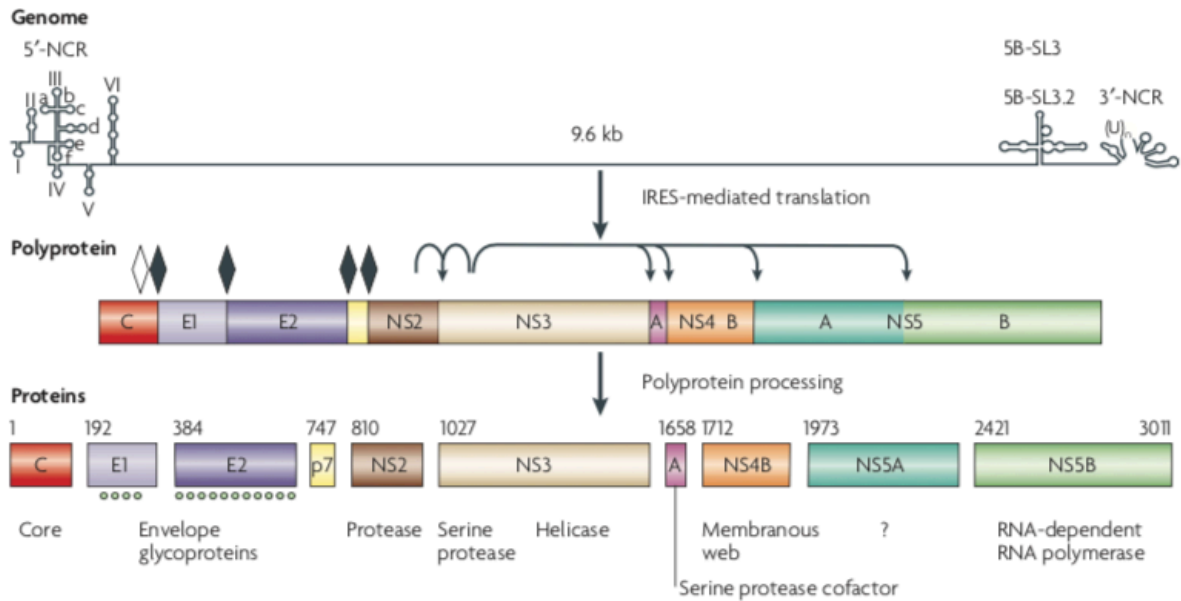 Genome
5′-NCR
5B-SL3
III
VI
II a b
c
5B-SL3.2 3′-NCR
d
(U)n
9.6 kb
e
f
I
IV
V
IRES-mediated translation
Polyprotein
C E1 E2 NS2 NS3 A NS4 B A NS5 B
Polyprotein processing
Proteins
1 192 384 747 810 1027 1658 1712 1973 2421 3011
C E1 E2 p7 NS2 NS3 A NS4B NS5A NS5B
Core Envelope Protease Serine Helicase Membranous ? RNA-dependent
glycoproteins protease web RNA polymerase
Serine protease cofactor